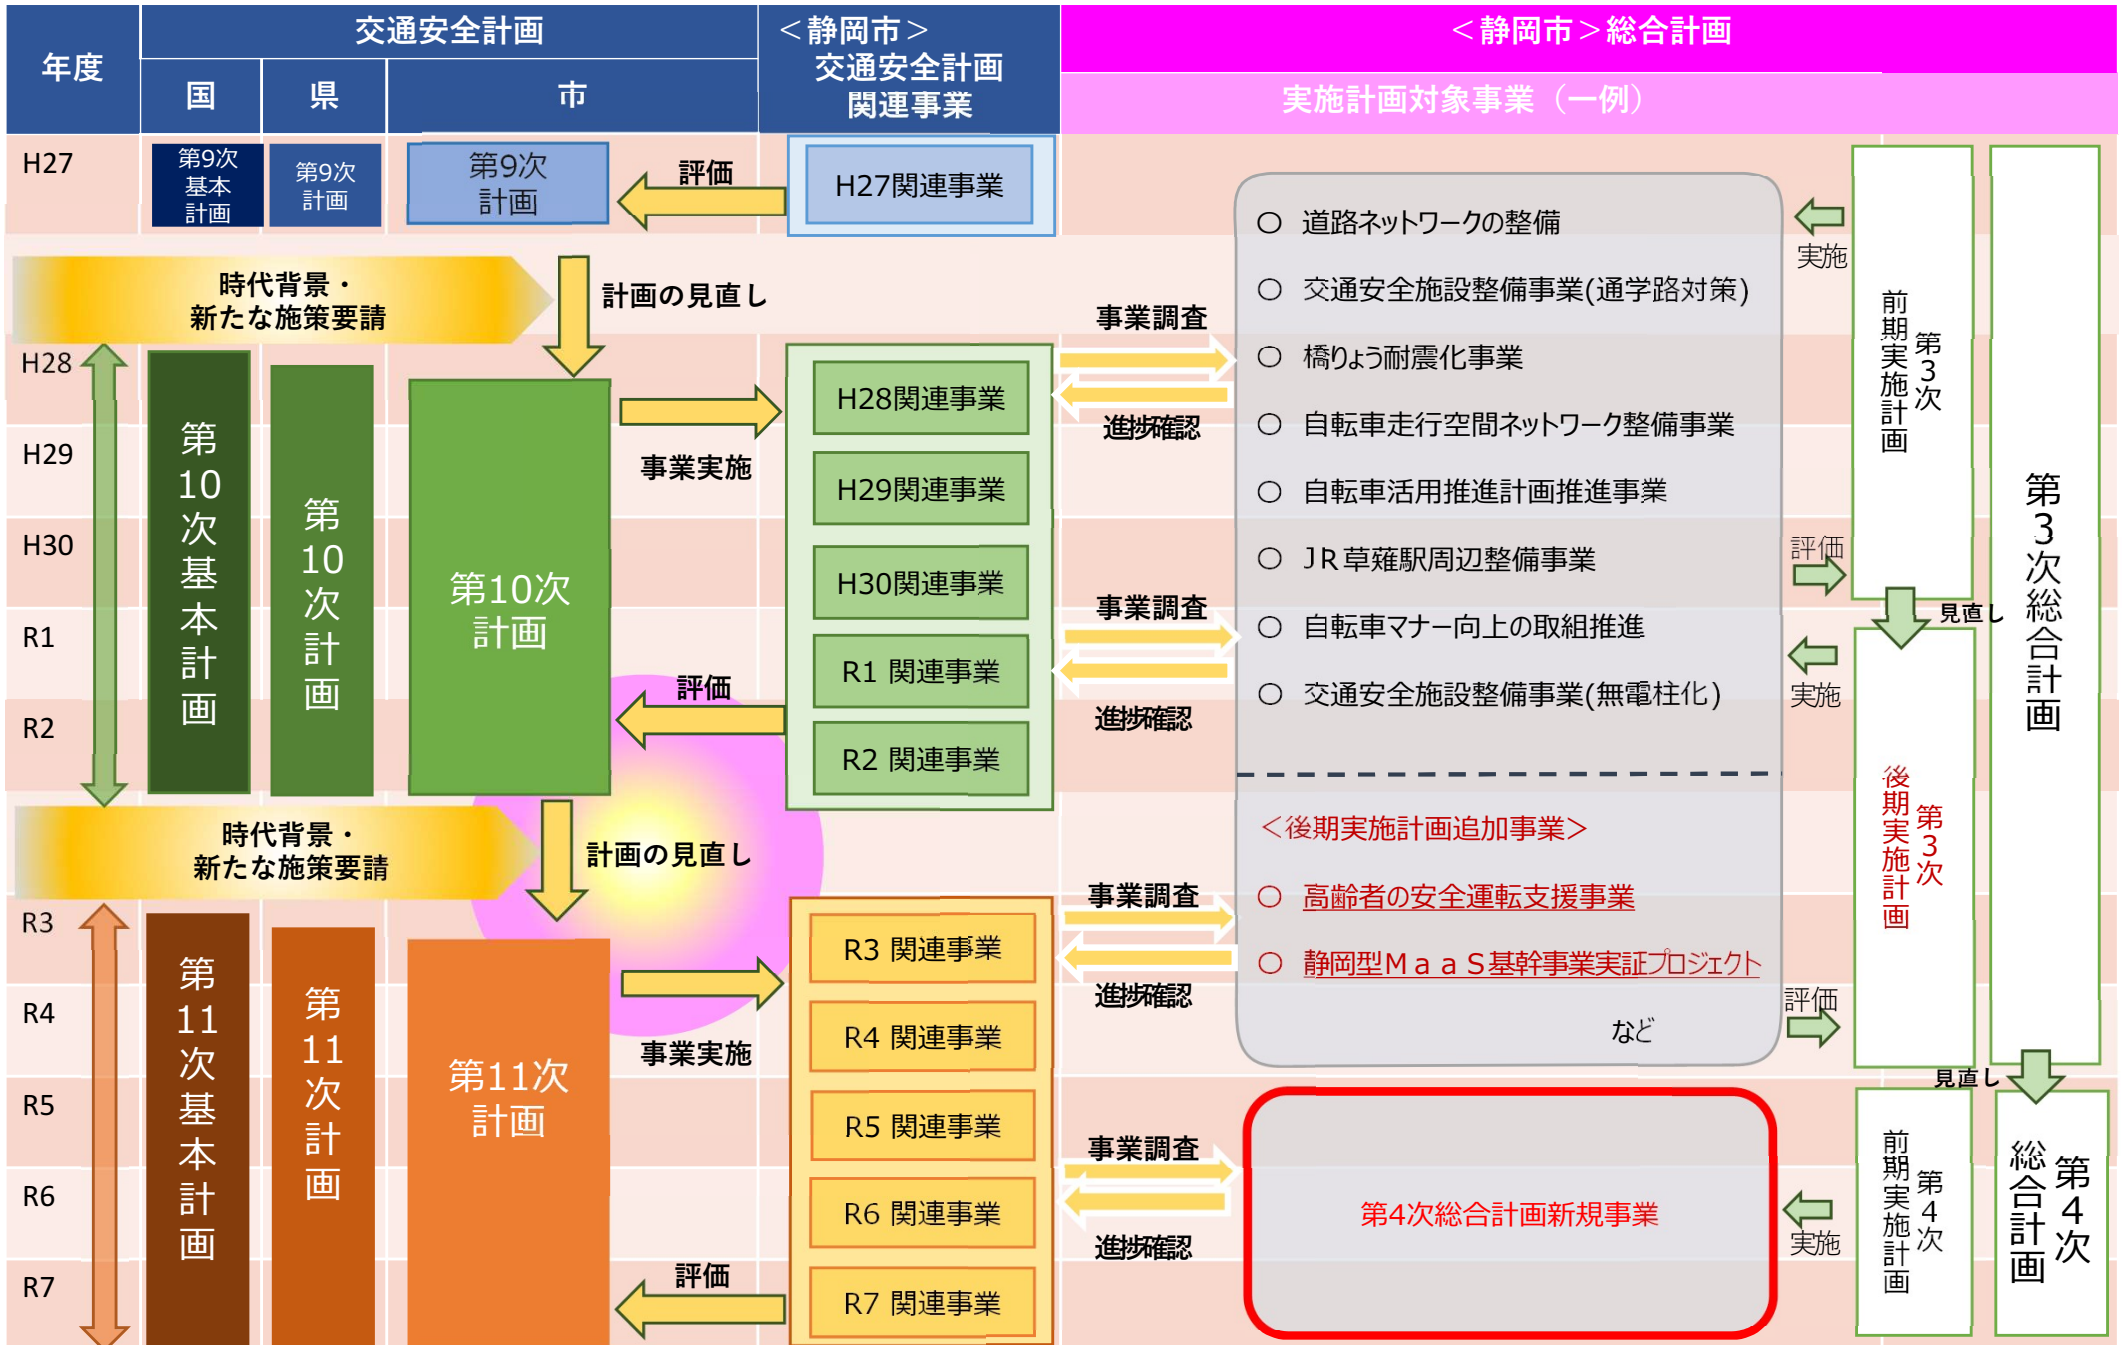 年度
交通安全計画
国
県
市
＜静岡市＞
交通安全計画
関連事業
＜静岡市＞総合計画
実施計画対象事業（一例）
H27
第9次
基本
計画
第9次
計画
第9次
計画
評価
H27関連事業
時代背景・
新たな施策要請
計画の見直し
H28
H29
H30
R1
R2
第10次基本計画
第10次計画
第10次
計画
事業実施
評価
H28関連事業
H29関連事業
H30関連事業
R1 関連事業
R2 関連事業
事業調査
進捗確認
事業調査
進捗確認
○ 道路ネットワークの整備
○ 交通安全施設整備事業(通学路対策)
○ 橋りょう耐震化事業
○ 自転車走行空間ネットワーク整備事業
○ 自転車活用推進計画推進事業
○ JR草薙駅周辺整備事業
○ 自転車マナー向上の取組推進
○ 交通安全施設整備事業(無電柱化)
＜後期実施計画追加事業＞
○ 高齢者の安全運転支援事業
○ 静岡型MaaS基幹事業実証プロジェクト
など
実施
評価
実施
評価
第3次
前期実施計画
見直し
第3次
後期実施計画
第3次総合計画
見直し
時代背景・
新たな施策要請
計画の見直し
R3
R4
R5
R6
R7
第11次基本計画
第11次計画
第11次
計画
事業実施
評価
R3 関連事業
R4 関連事業
R5 関連事業
R6 関連事業
R7 関連事業
事業調査
進捗確認
事業調査
進捗確認
第4次総合計画新規事業
実施
第4次
前期実施計画
第4次
総合計画